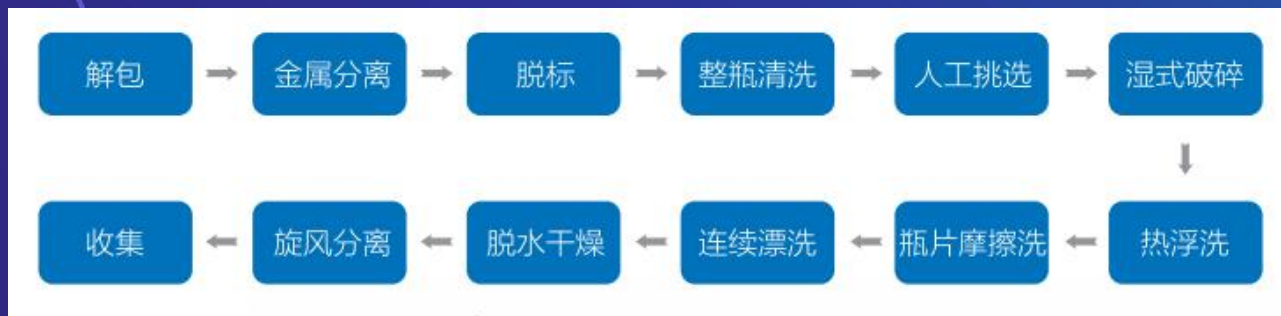 解包 金属分离 脱标 整瓶清洗 人工挑选 湿式破碎
收集 旋风分离 脱水干燥 连续漂洗 瓶片摩擦洗 热浮洗